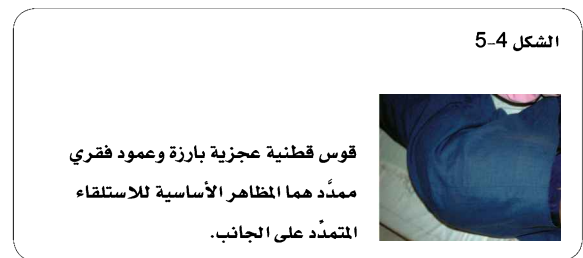 الشكل 4-5
قوس قطنية عجزية بارزة وعمود فقري
ممدَّد هما المظاهر الأساسية للاستلقاء
المتمدِّد على الجانب.